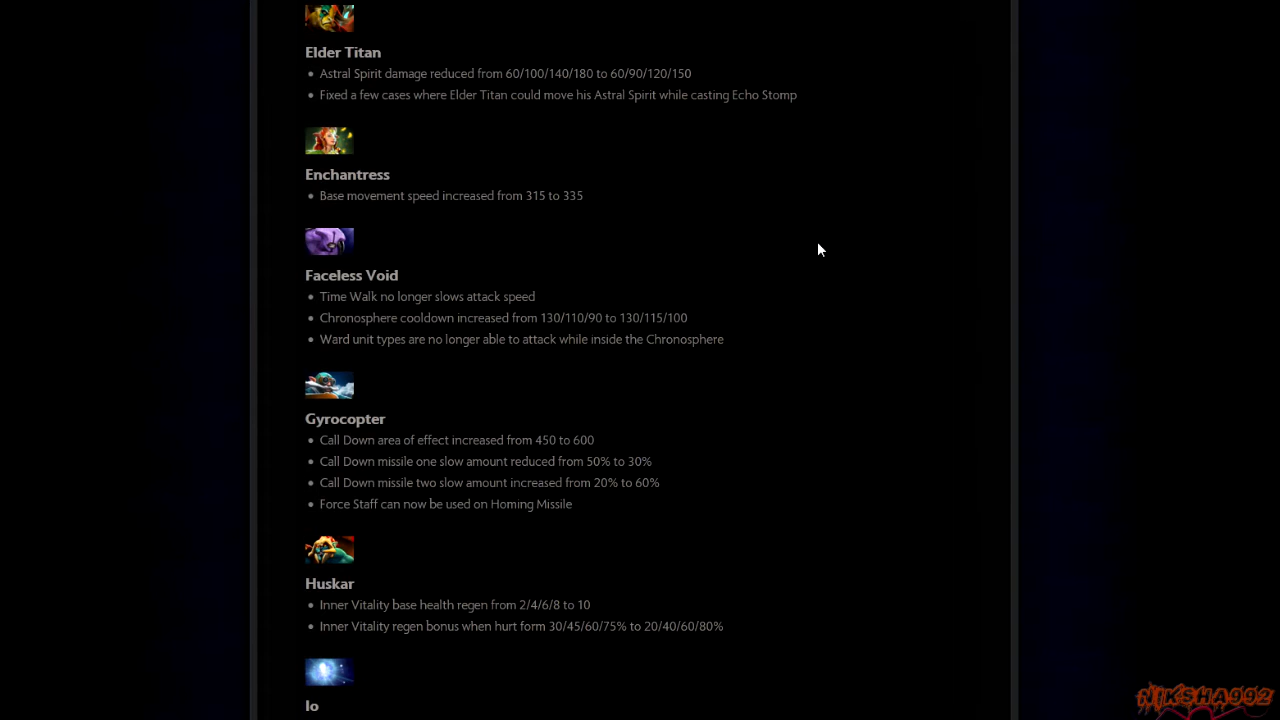 Elder Titan
• Astral Spirit damage reduced from 60/100/140/180 to 60/90/120/150
• Fixed a few cases where Elder Titan could move his Astral Spirit while casting Echo Stomp
Enchantress
• Base movement speed increased from 315 to 335
Faceless Void
• Time Walk no longer slows attack speed
• Chronosphere cooldown increased from 130/110/90 to 130/115/100
• Ward unit types are no longer able to attack while inside the Chronosphere
Gyrocopter
• Call Down area of effect increased from 450 to 600
• Call Down missile one slow amount reduced from 50% to 30%
• Call Down missile two slow amount increased from 20% to 60%
• Force Staff can now be used on Homing Missile
Huskar
• Inner Vitality base health regen from 2/4/6/8 to 10
• Inner Vitality regen bonus when hurt form 30/45/60/75% to 20/40/60/80%
Io
NIKSHA992